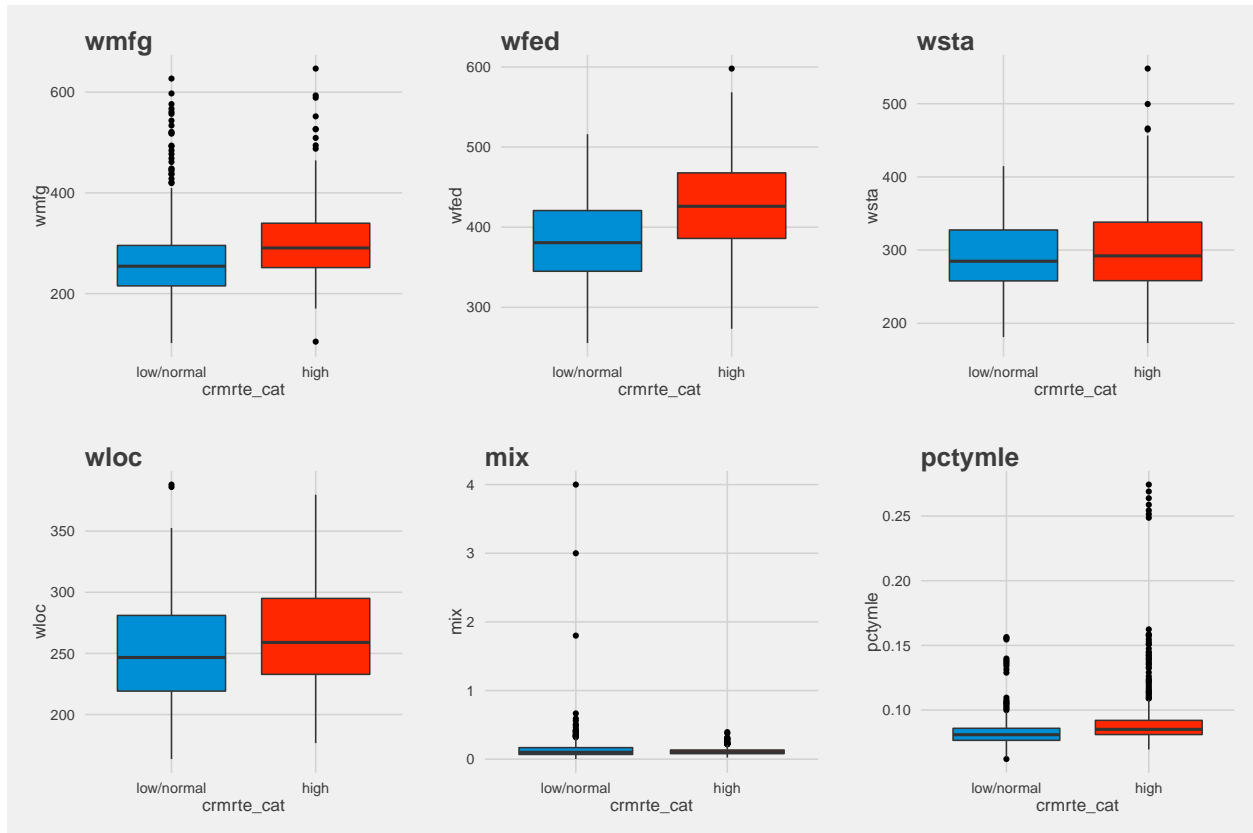 wmfg
wfed
wsta
600
400
200
wmfg
low/normal
high
crmrte_cat
600
500
400
300
wfed
low/normal
high
crmrte_cat
500
400
300
200
wsta
low/normal
high
crmrte_cat
wloc
mix
pctymle
350
300
250
200
wloc
low/normal
high
crmrte_cat
4
3
2
1
0
mix
low/normal
high
crmrte_cat
0.25
0.20
0.15
0.10
pctymle
low/normal
high
crmrte_cat